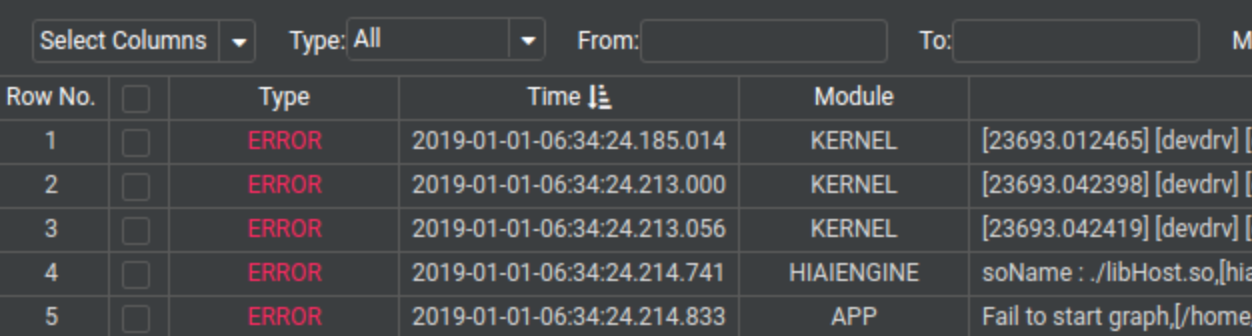 Select Columns Type: All From: To: M
Row No. Type Time Module
1 ERROR 2019-01-01-06:34:24.185.014 KERNEL [23693.012465] [devdrv] [
2 ERROR 2019-01-01-06:34:24.213.000 KERNEL [23693.042398] [devdrv] [
3 ERROR 2019-01-01-06:34:24.213.056 KERNEL [23693.042419] [devdrv] [
4 ERROR 2019-01-01-06:34:24.214.741 HIAIENGINE soName : ./libHost.so,[hia
5 ERROR 2019-01-01-06:34:24.214.833 APP Fail to start graph,[/home